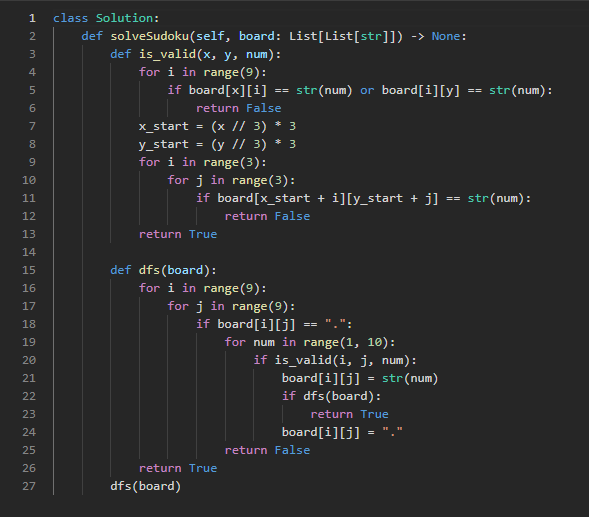 1 class Solution:
2     def solveSudoku(self, board: List[List[str]]) -> None:
3         def is_valid(x, y, num):
4             for i in range(9):
5                 if board[x][i] == str(num) or board[i][y] == str(num):
6                     return False
7             x_start = (x // 3) * 3
8             y_start = (y // 3) * 3
9             for i in range(3):
10                 for j in range(3):
11                     if board[x_start + i][y_start + j] == str(num):
12                         return False
13             return True
14
15         def dfs(board):
16             for i in range(9):
17                 for j in range(9):
18                     if board[i][j] == ".":
19                         for num in range(1, 10):
20                             if is_valid(i, j, num):
21                                 board[i][j] = str(num)
22                                 if dfs(board):
23                                     return True
24                                 board[i][j] = "."
25                         return False
26             return True
27         dfs(board)